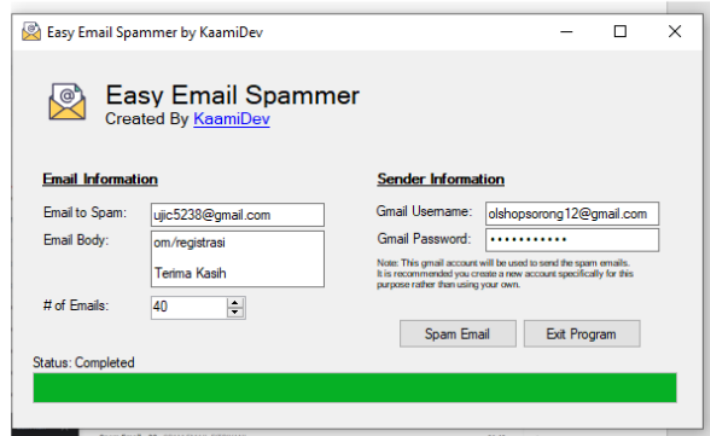 Easy Email Spammer by KaamiDev
Easy Email Spammer
Created By KaamiDev
Email Information
Email to Spam: ujic5238@gmail.com
Email Body: om/registrasi
Terima Kasih
# of Emails: 40
Sender Information
Gmail Username: olshopsorong12@gmail.com
Gmail Password: •••••••••••
Note: This gmail account will be used to send the spam emails.
It is recommended you create a new account specifically for this
purpose rather than using your own.
Spam Email
Exit Program
Status: Completed